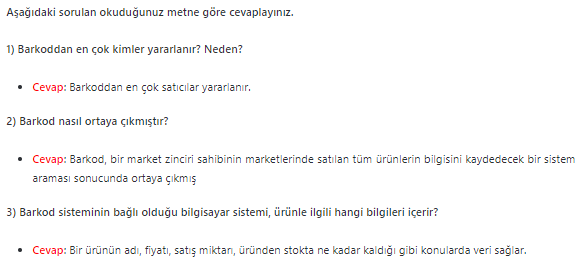 Aşağıdaki sorulan okuduğunuz metne göre cevaplayınız.
1) Barkoddan en çok kimler yararlanır? Neden?
• Cevap: Barkoddan en çok satıcılar yararlanır.
2) Barkod nasıl ortaya çıkmıştır?
• Cevap: Barkod, bir market zinciri sahibinin marketlerinde satılan tüm ürünlerin bilgisini kaydedecek bir sistem
araması sonucunda ortaya çıkmış
3) Barkod sisteminin bağlı olduğu bilgisayar sistemi, ürünle ilgili hangi bilgileri içerir?
• Cevap: Bir ürünün adı, fiyatı, satış miktarı, üründen stokta ne kadar kaldığı gibi konularda veri sağlar.